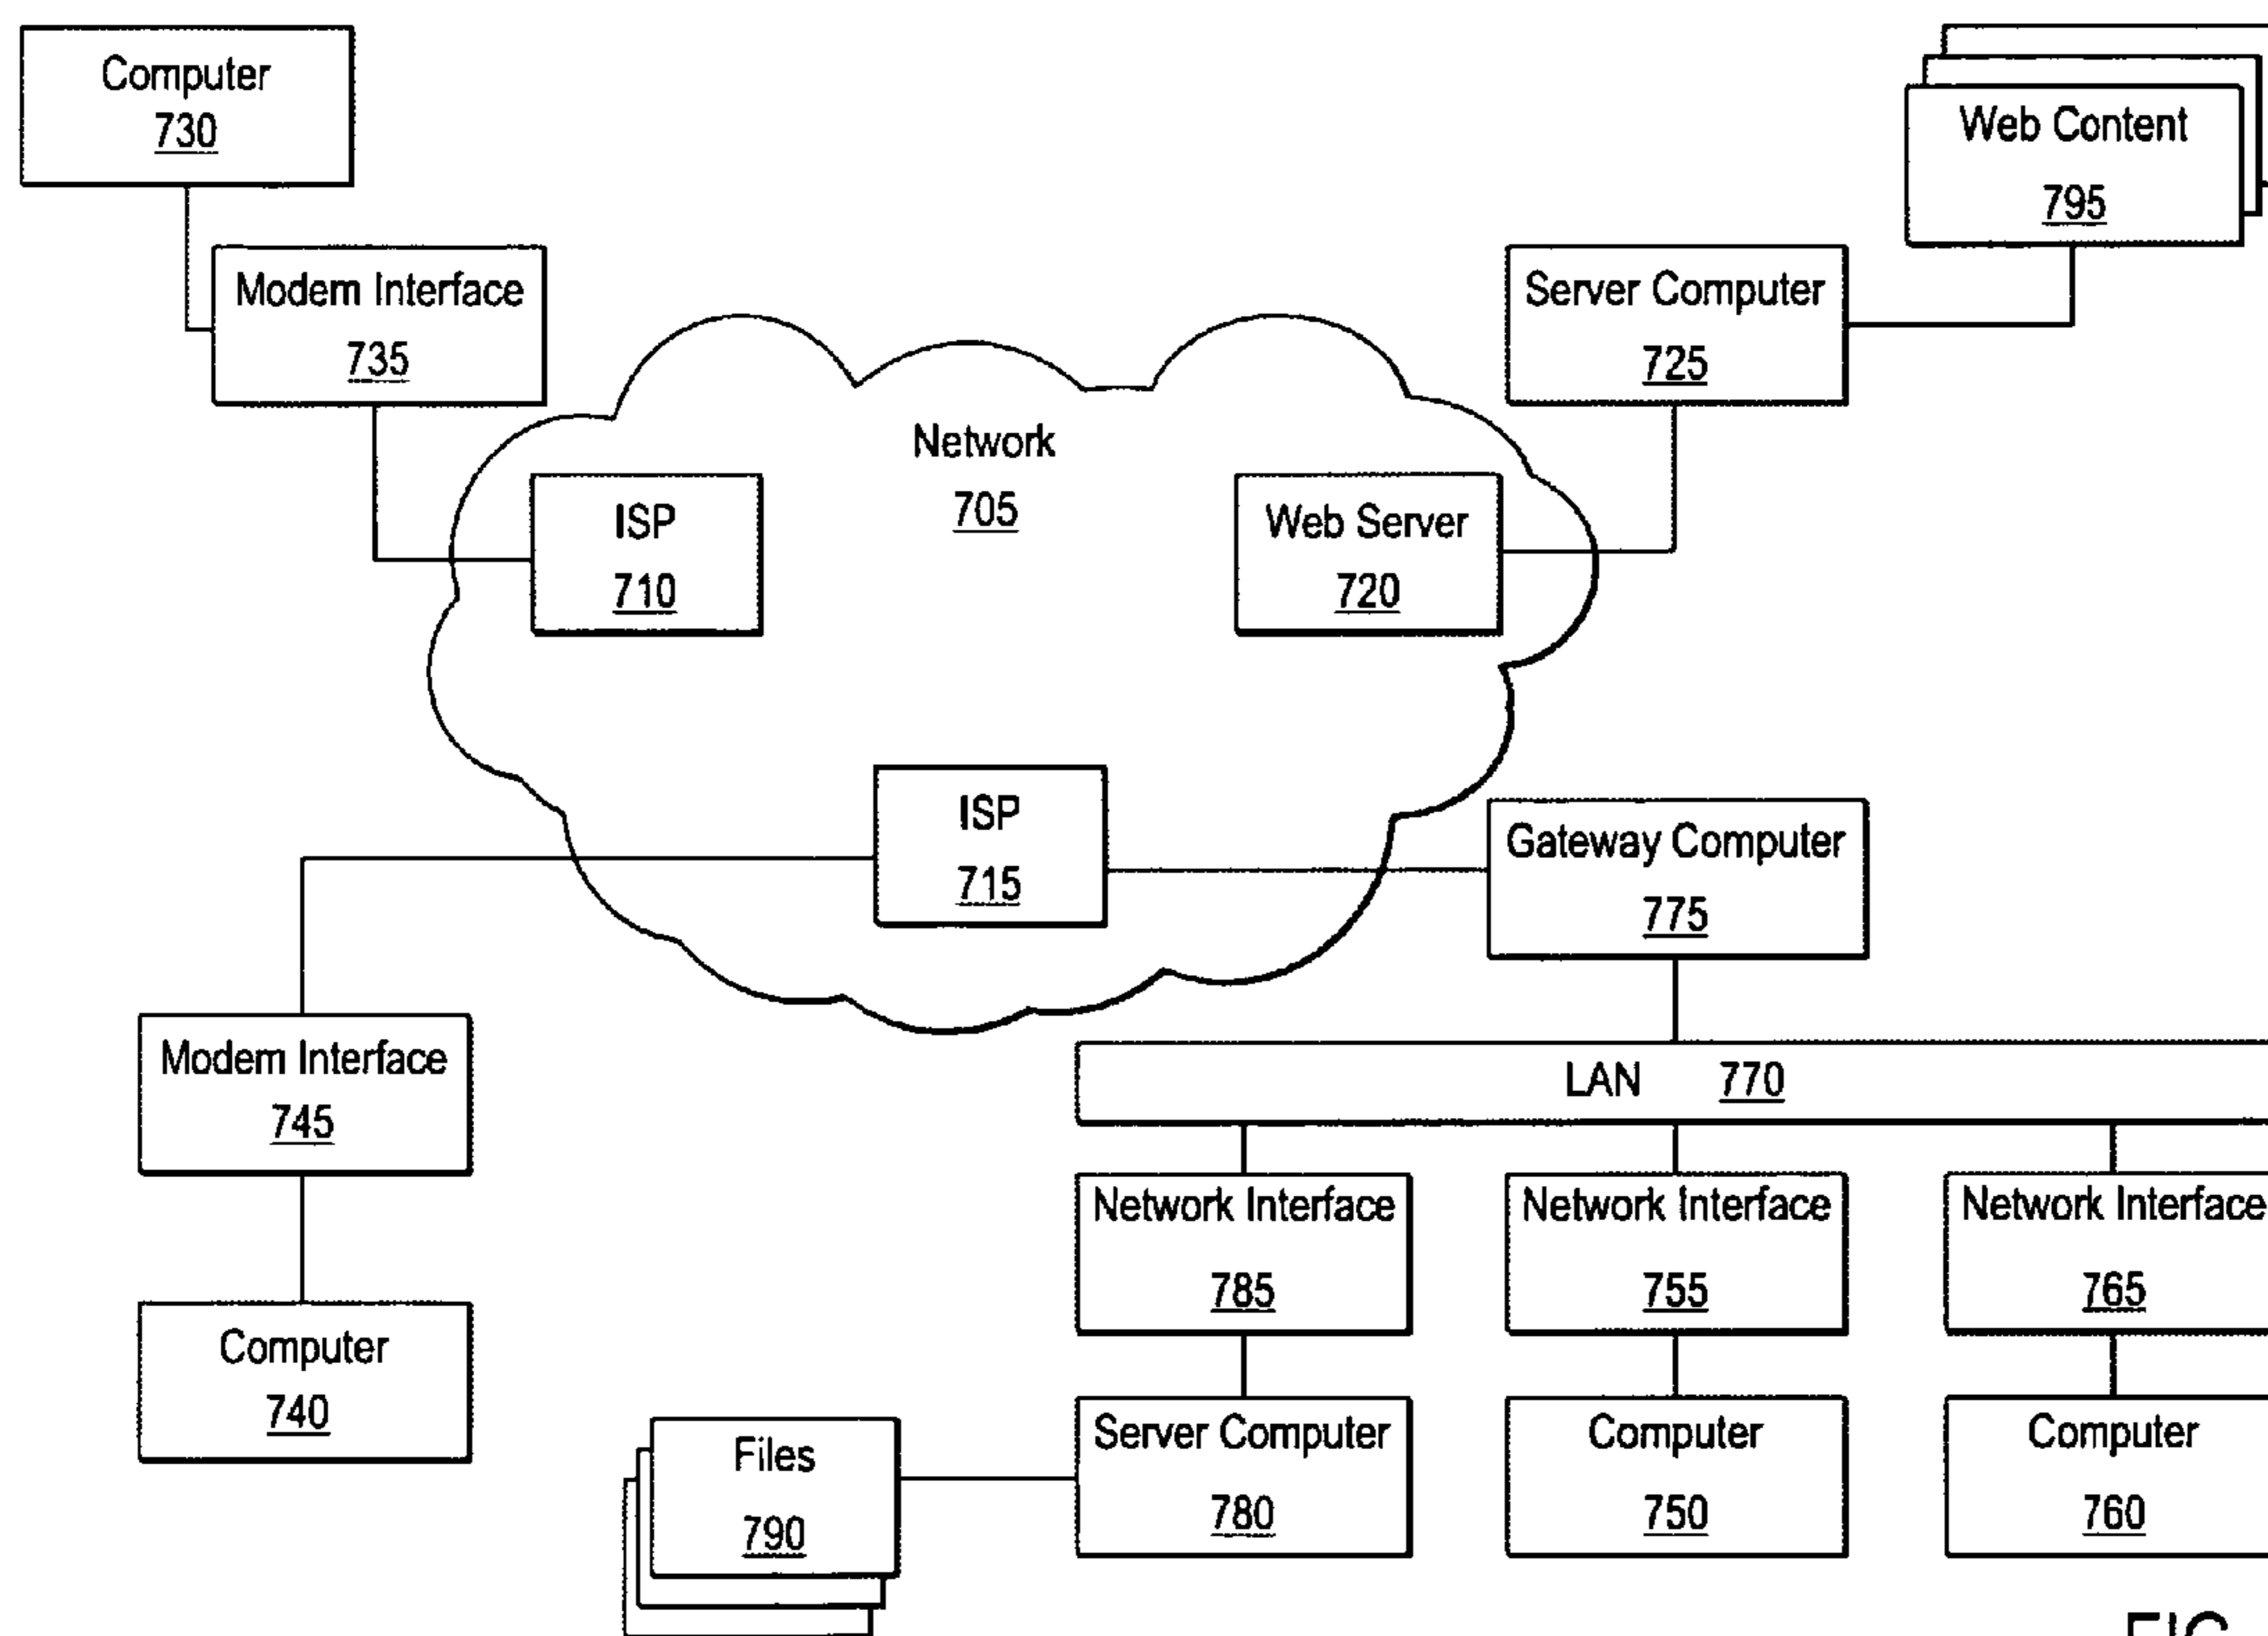 Computer
730
Web Content
795
Modem Interface
735
Server Computer
725
Network
705
ISP
710
Web Server
720
ISP
715
Gateway Computer
775
LAN 770
Modem Interface
745
Computer
740
Network Interface
785
Network Interface
755
Network Interface
765
Server Computer
780
Computer
750
Computer
760
Files
790
FIG